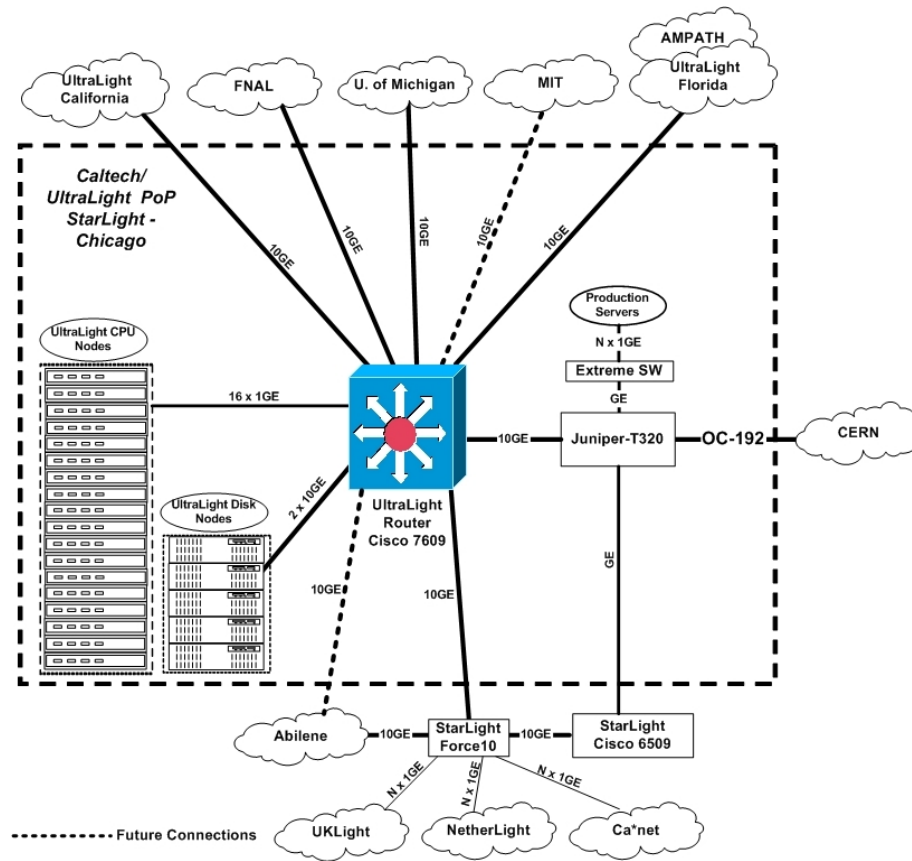 AMPATH
UltraLight
California
FNAL
U. of Michigan
MIT
UltraLight
Florida
Caltech/
UltraLight PoP
StarLight -
Chicago
10GE
10GE
10GE
10GE
10GE
Production
Servers
N x 1GE
Extreme SW
GE
UltraLight CPU
Nodes
16 x 1GE
10GE
Juniper-T320
OC-192
CERN
UltraLight Disk
Nodes
2 x 10GE
UltraLight
Router
Cisco 7609
10GE
10GE
GE
Abilene
10GE
StarLight
Force10
10GE
StarLight
Cisco 6509
N x 1GE
N x 1GE
N x 1GE
UKLight
NetherLight
Ca*net
Future Connections